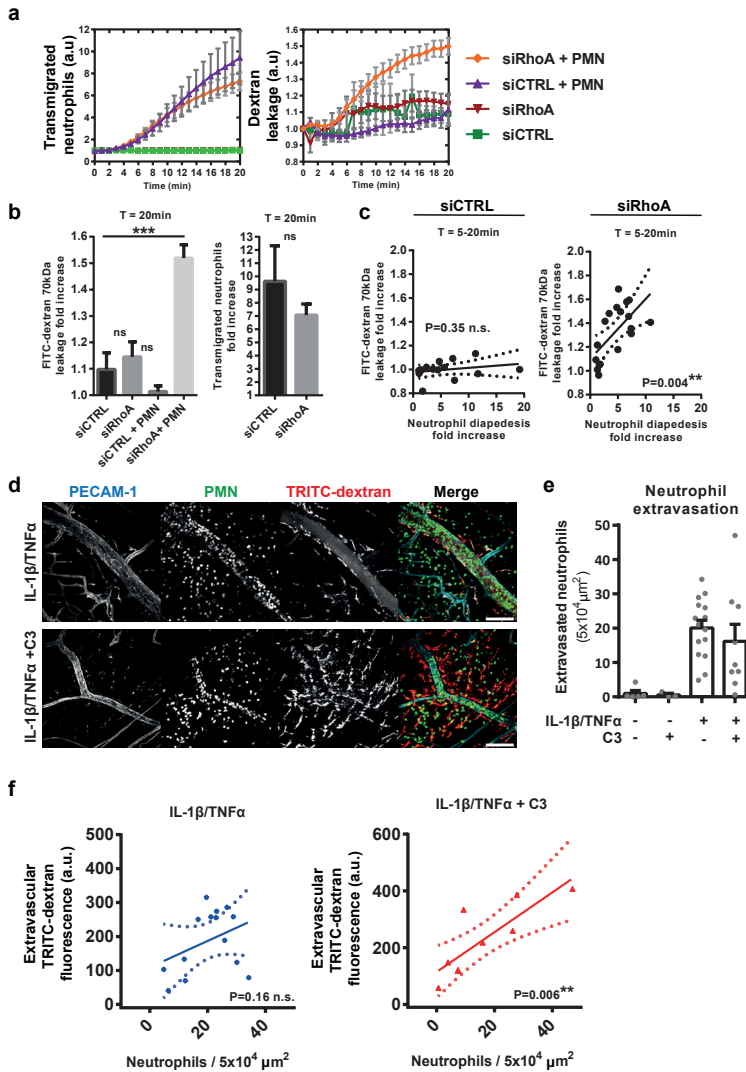 a
Transmigrated
neutrophils (a.u)
12
10
8
6
4
2
0
0 2 4 6 8 10 12 14 16 18 20
Time (min)
Dextran
leakage (a.u)
1.6
1.5
1.4
1.3
1.2
1.1
1.0
0.9
0.8
0 2 4 6 8 10 12 14 16 18 20
Time (min)
siRhoA + PMN
siCTRL + PMN
siRhoA
siCTRL
b
T = 20min
FITC-dextran 70kDa
leakage fold increase
1.6
1.5
1.4
1.3
1.2
1.1
1.0
***
ns
ns
siCTRL
siRhoA
siCTRL + PMN
siRhoA+ PMN
T = 20min
Transmigrated neutrophils
fold increase
13
12
11
10
9
8
7
6
5
4
3
2
1
ns
siCTRL
siRhoA
c
siCTRL
T = 5-20min
FITC-dextran 70kDa
leakage fold increase
2.0
1.8
1.6
1.4
1.2
1.0
0.8
P=0.35 n.s.
0 5 10 15 20
Neutrophil diapedesis
fold increase
siRhoA
T = 5-20min
FITC-dextran 70kDa
leakage fold increase
2.0
1.8
1.6
1.4
1.2
1.0
0.8
P=0.004**
0 5 10 15 20
Neutrophil diapedesis
fold increase
d
PECAM-1 PMN TRITC-dextran Merge
IL-1β/TNFα
IL-1β/TNFα +C3
e
Neutrophil
extravasation
Extravasated neutrophils
(5x10⁴μm²)
50
40
30
20
10
0
IL-1β/TNFα - - + +
C3 - + - +
f
IL-1β/TNFα
Extravascular
TRITC-dextran
fluorescence (a.u.)
500
400
300
200
100
0
P=0.16 n.s.
0 20 40
Neutrophils / 5x10⁴ μm²
IL-1β/TNFα + C3
Extravascular
TRITC-dextran
fluorescence (a.u.)
600
400
200
0
P=0.006**
0 20 40
Neutrophils / 5x10⁴ μm²